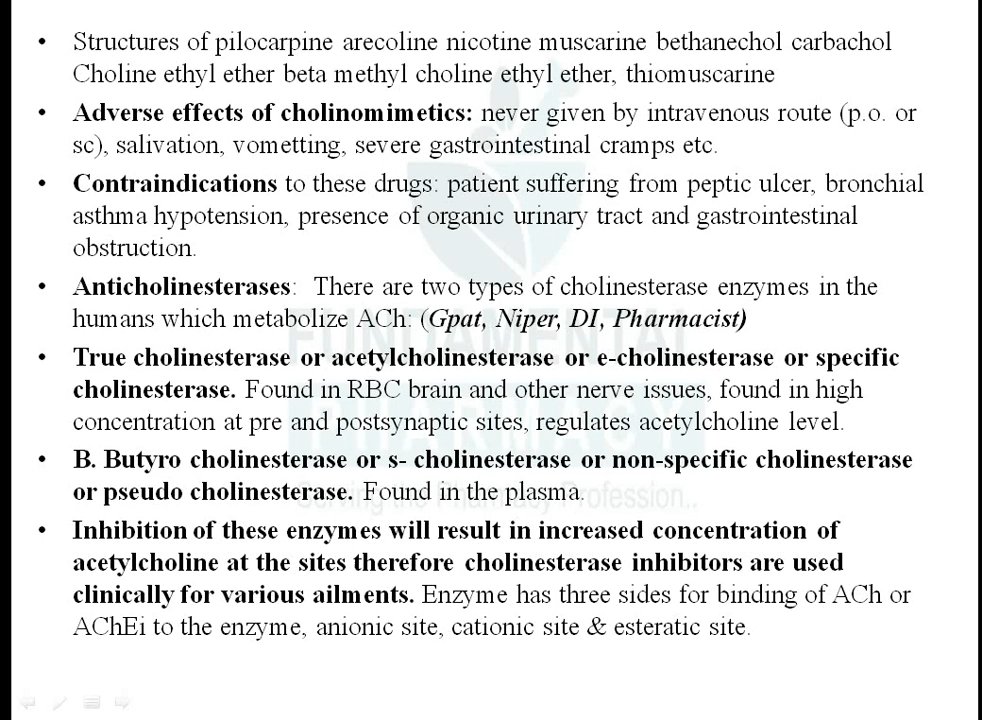 • Structures of pilocarpine arecoline nicotine muscarine bethanechol carbachol
Choline ethyl ether beta methyl choline ethyl ether, thiomuscarine
• Adverse effects of cholinomimetics: never given by intravenous route (p.o. or
sc), salivation, vometting, severe gastrointestinal cramps etc.
• Contraindications to these drugs: patient suffering from peptic ulcer, bronchial
asthma hypotension, presence of organic urinary tract and gastrointestinal
obstruction.
• Anticholinesterases: There are two types of cholinesterase enzymes in the
humans which metabolize ACh: (Gpat, Niper, DI, Pharmacist)
FUNDAMENTAL
• True cholinesterase or acetylcholinesterase or e-cholinesterase or specific
cholinesterase. Found in RBC brain and other nerve issues, found in high
concentration at pre and postsynaptic sites, regulates acetylcholine level.
PHARMACY
• B. Butyro cholinesterase or s- cholinesterase or non-specific cholinesterase
or pseudo cholinesterase. Found in the plasma.
Serving the Pharmacy Profession..
• Inhibition of these enzymes will result in increased concentration of
acetylcholine at the sites therefore cholinesterase inhibitors are used
clinically for various ailments. Enzyme has three sides for binding of ACh or
AChEi to the enzyme, anionic site, cationic site & esteratic site.